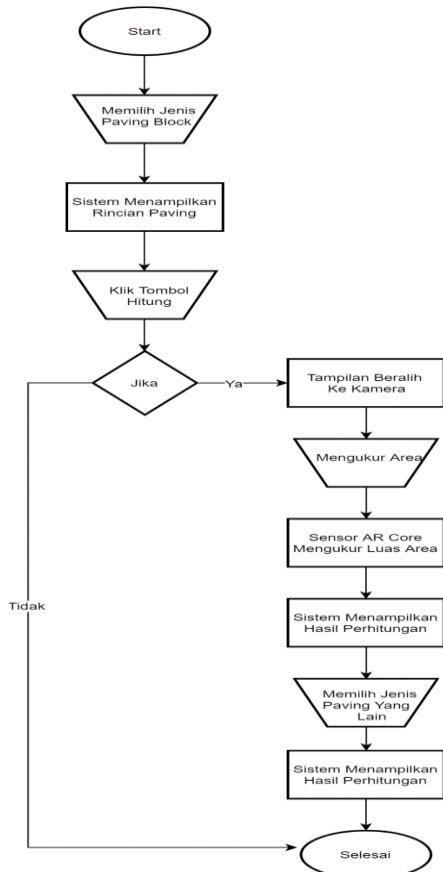 Start
Memilih Jenis
Paving Block
Sistem Menampilkan
Rincian Paving
Klik Tombol
Hitung
Jika
Ya
Tampilan Beralih
Ke Kamera
Mengukur Area
Sensor AR Core
Mengukur Luas Area
Tidak
Sistem Menampilkan
Hasil Perhitungan
Memilih Jenis
Paving Yang
Lain
Sistem Menampilkan
Hasil Perhitungan
Selesai